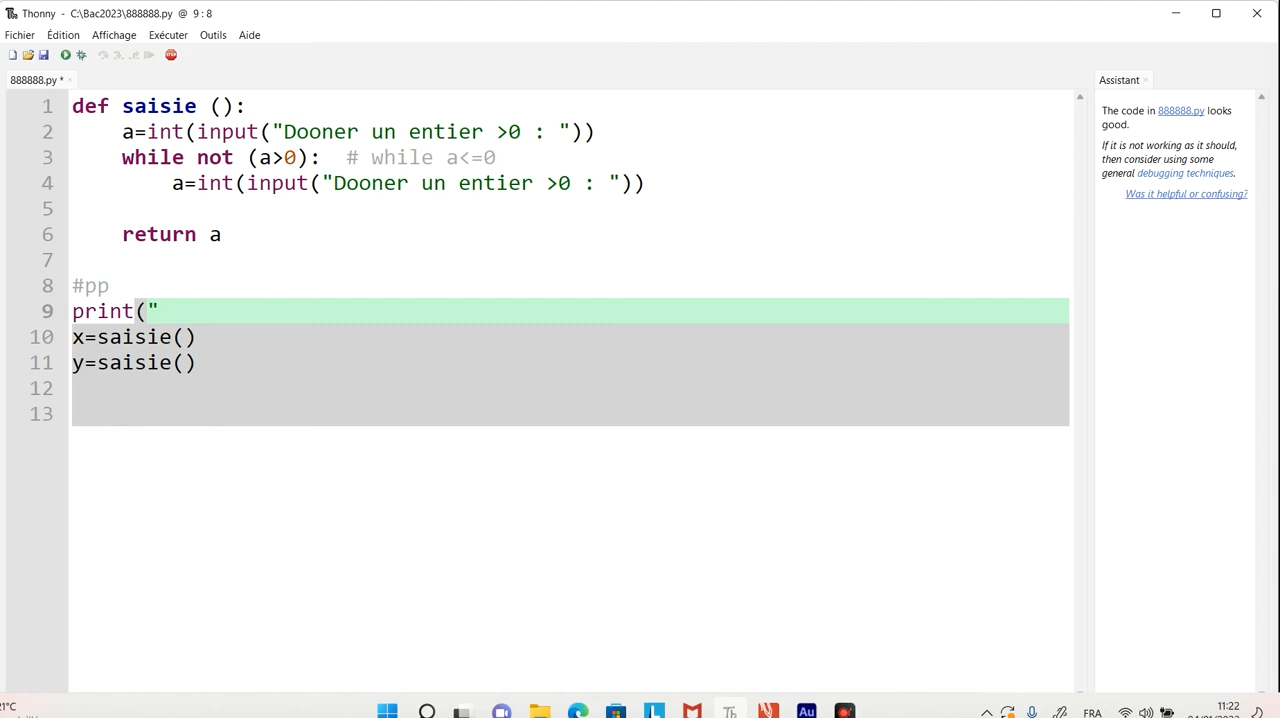 Thonny - C:\Bac2023\888888.py @ 9:8
Fichier Édition Affichage Exécuter Outils Aide
888888.py *
1 def saisie ():
2 a=int(input("Dooner un entier >0 : "))
3 while not (a>0): # while a<=0
4 a=int(input("Dooner un entier >0 : "))
5
6 return a
7
8 #pp
9 print("
10 x=saisie()
11 y=saisie()
12
13
Assistant
The code in 888888.py looks
good.
If it is not working as it should,
then consider using some
general debugging techniques.
Was it helpful or confusing?
FRA
11:22